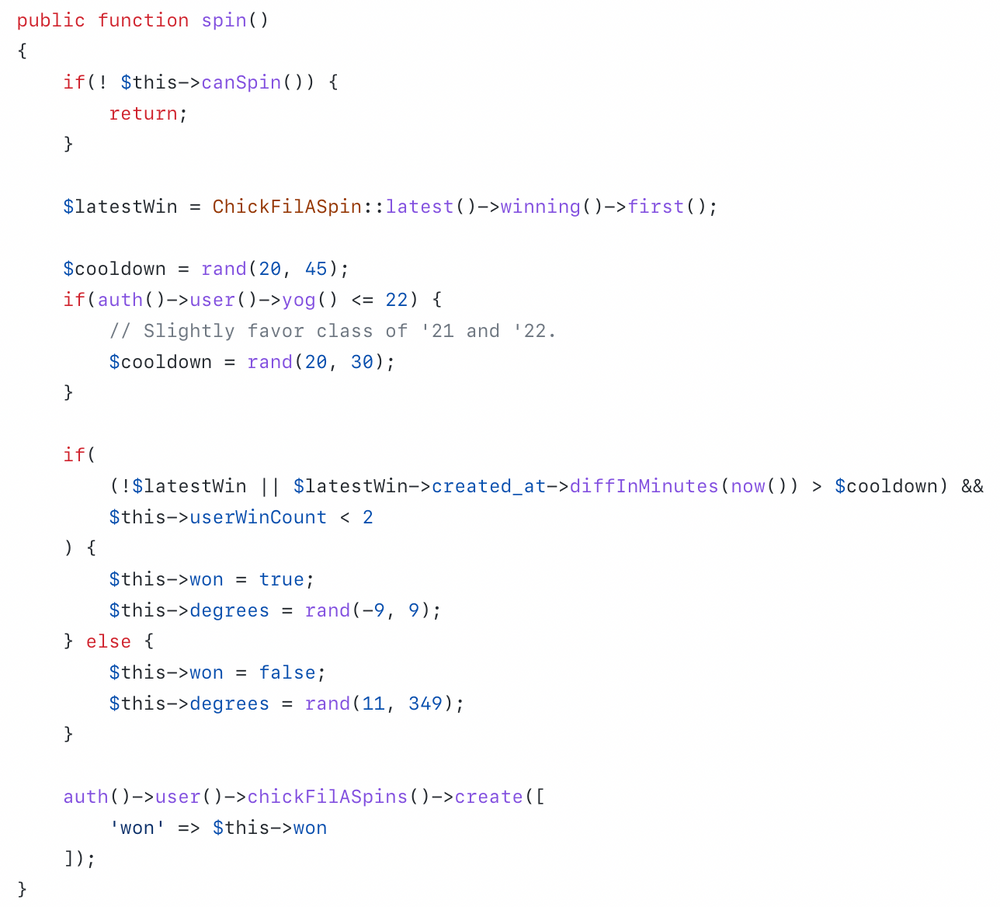 public function spin()
{
    if(! $this->canSpin()) {
        return;
    }

    $latestWin = ChickFilASpin::latest()->winning()->first();

    $cooldown = rand(20, 45);
    if(auth()->user()->yog() <= 22) {
        // Slightly favor class of '21 and '22.
        $cooldown = rand(20, 30);
    }

    if(
        (!$latestWin || $latestWin->created_at->diffInMinutes(now()) > $cooldown) &&
        $this->userWinCount < 2
    ) {
        $this->won = true;
        $this->degrees = rand(-9, 9);
    } else {
        $this->won = false;
        $this->degrees = rand(11, 349);
    }

    auth()->user()->chickFilASpins()->create([
        'won' => $this->won
    ]);
}